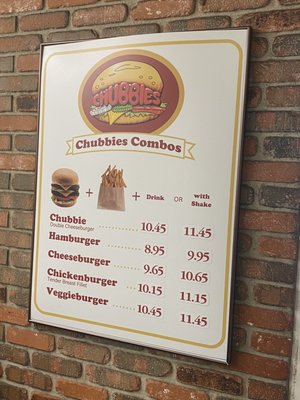 CHUBBIES
Chubbies Combos
+ + Drink OR with Shake
Chubbie 10.45 11.45
Double Cheeseburger
Hamburger 8.95 9.95
Cheeseburger 9.65 10.65
Chickenburger 10.15 11.15
Tender Breast Fillet
Veggieburger 10.45 11.45